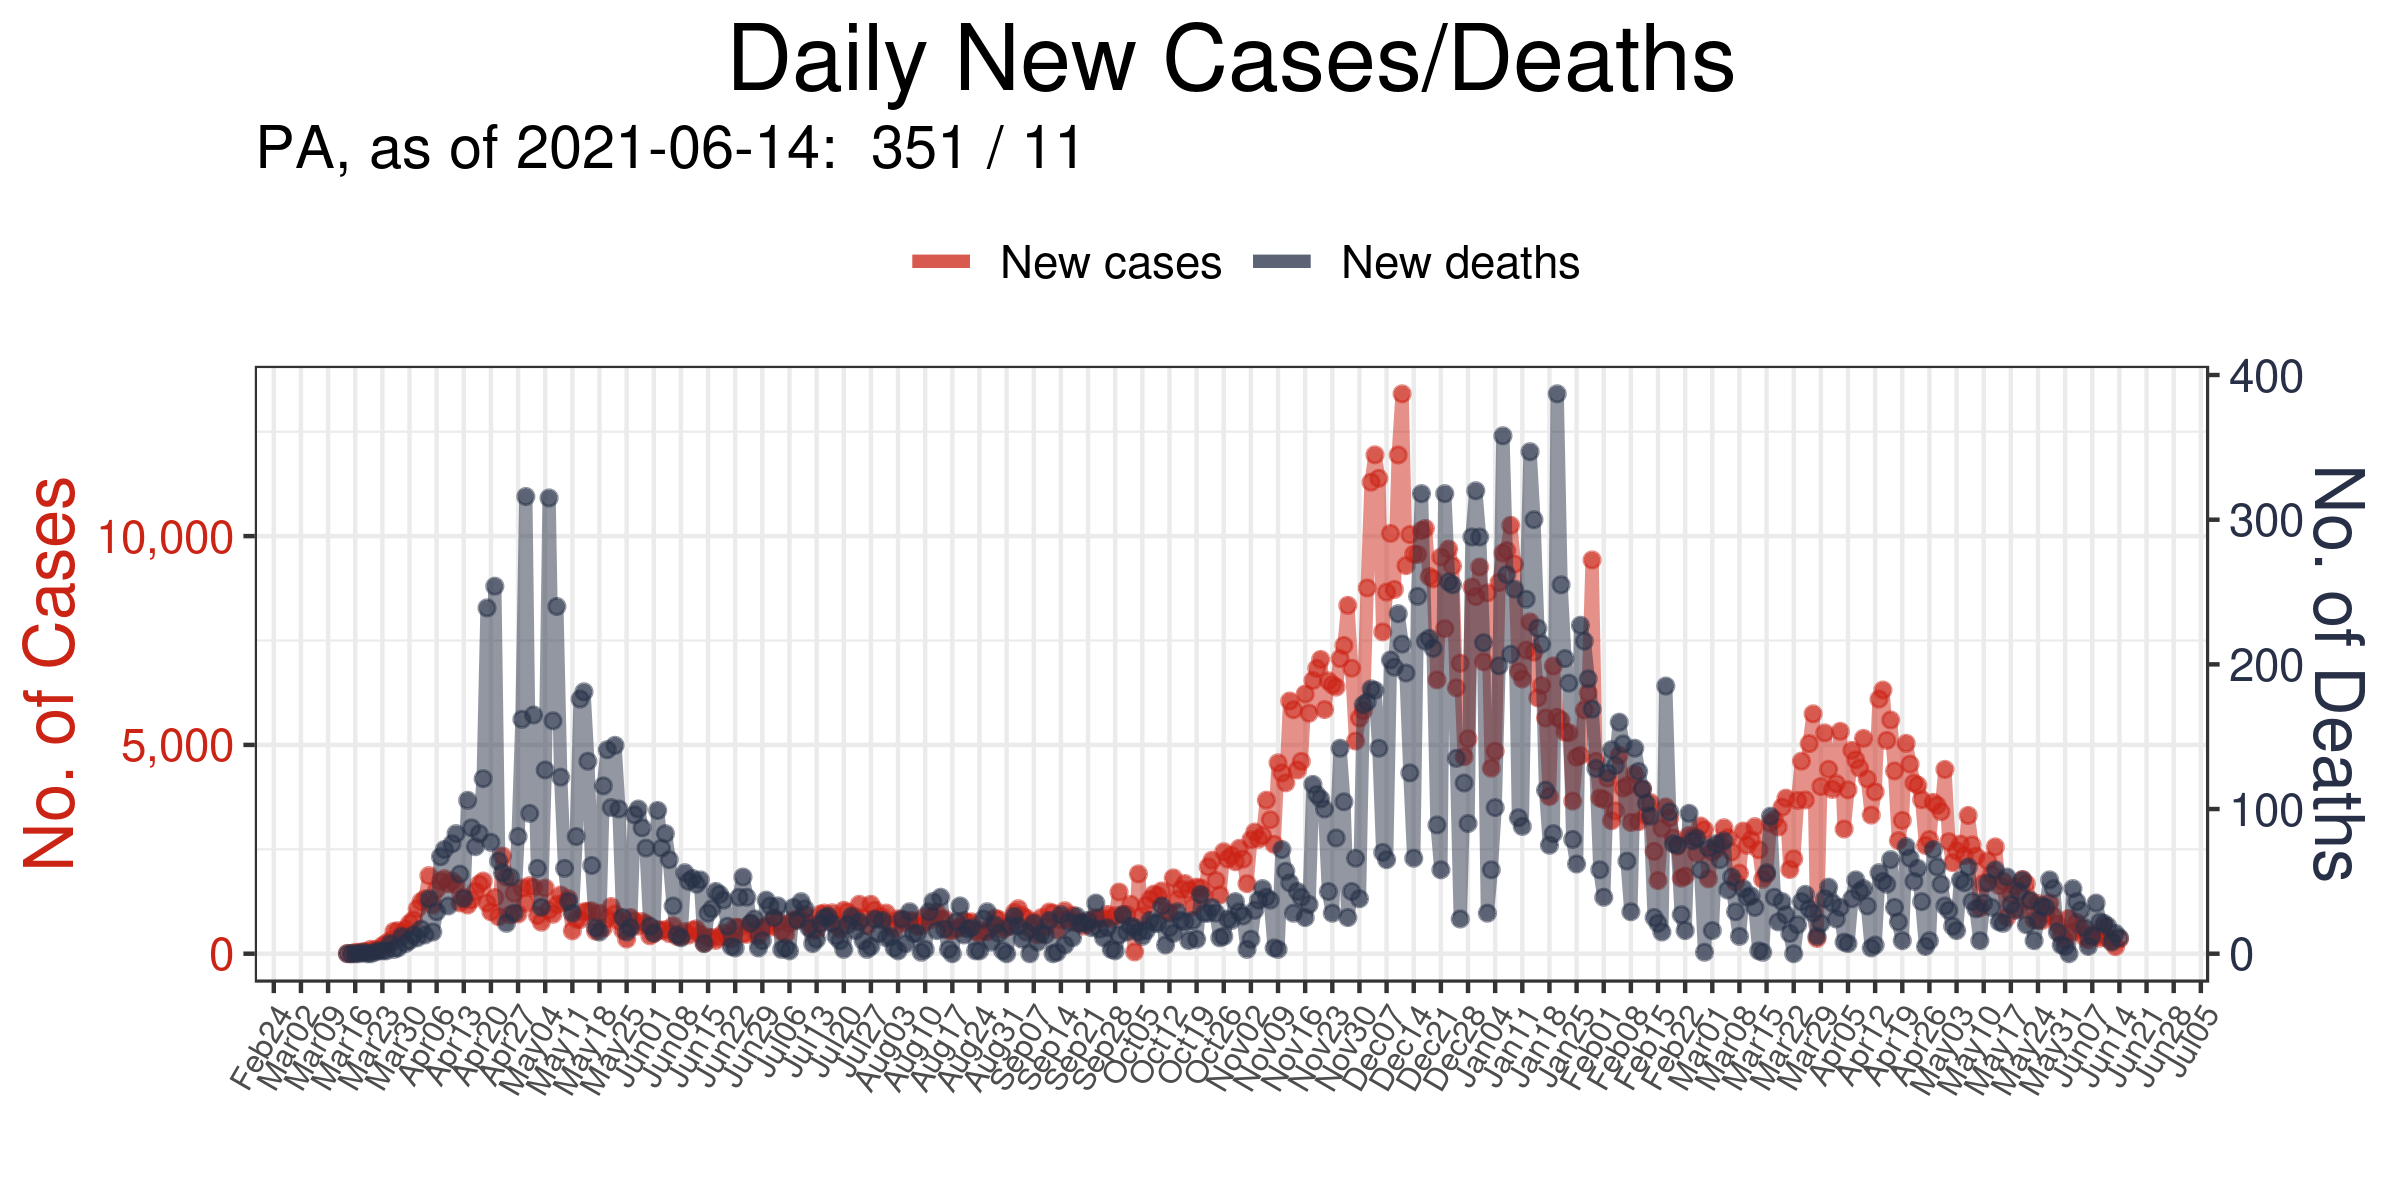 Daily New Cases/Deaths
PA, as of 2021-06-14: 351 / 11
New cases
New deaths
No. of Cases
10,000
5,000
0
400
300
200
100
0
No. of Deaths
Feb24
Mar02
Mar09
Mar16
Mar23
Mar30
Apr06
Apr13
Apr20
Apr27
May04
May11
May18
May25
Jun01
Jun08
Jun15
Jun22
Jun29
Jul06
Jul13
Jul20
Jul27
Aug03
Aug10
Aug17
Aug24
Aug31
Sep07
Sep14
Sep21
Sep28
Oct05
Oct12
Oct19
Oct26
Nov02
Nov09
Nov16
Nov23
Nov30
Dec07
Dec14
Dec21
Dec28
Jan04
Jan11
Jan18
Jan25
Feb01
Feb08
Feb15
Feb22
Mar01
Mar08
Mar15
Mar22
Mar29
Apr05
Apr12
Apr19
Apr26
May03
May10
May17
May24
May31
Jun07
Jun14
Jun21
Jun28
Jul05